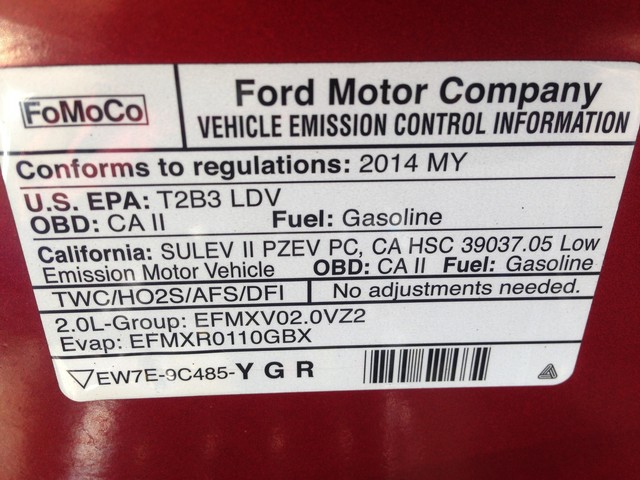 FoMoCo
Ford Motor Company
VEHICLE EMISSION CONTROL INFORMATION
Conforms to regulations: 2014 MY
U.S. EPA: T2B3 LDV
OBD: CA II Fuel: Gasoline
California: SULEV II PZEV PC, CA HSC 39037.05 Low
Emission Motor Vehicle OBD: CA II Fuel: Gasoline
TWC/HO2S/AFS/DFI No adjustments needed.
2.0L-Group: EFMXV02.0VZ2
Evap: EFMXR0110GBX
EW7E-9C485-Y G R